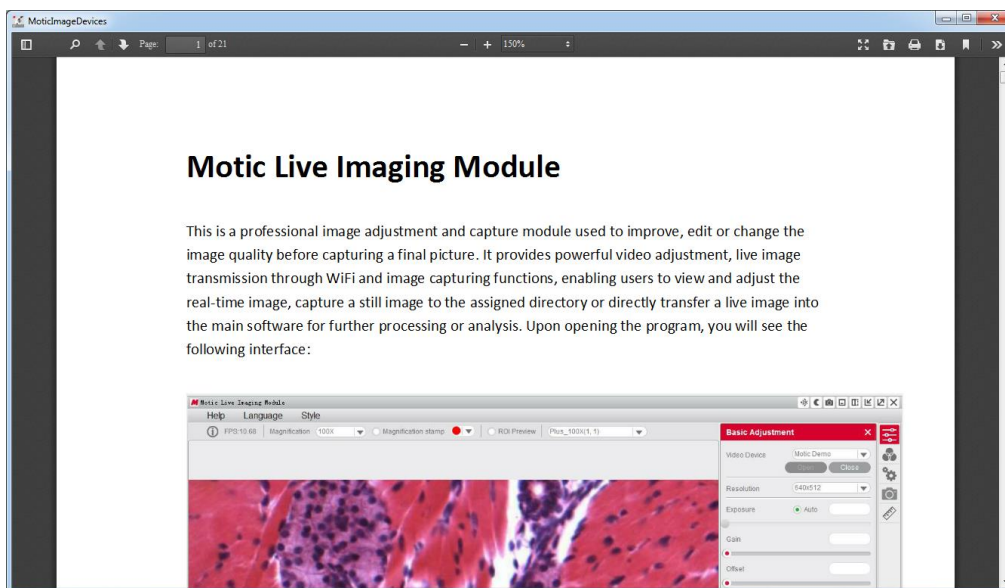 MoticImageDevices
Page: 1 of 21
150%
Motic Live Imaging Module
This is a professional image adjustment and capture module used to improve, edit or change the
image quality before capturing a final picture. It provides powerful video adjustment, live image
transmission through WiFi and image capturing functions, enabling users to view and adjust the
real-time image, capture a still image to the assigned directory or directly transfer a live image into
the main software for further processing or analysis. Upon opening the program, you will see the
following interface:
Motic Live Imaging Module
Help Language Style
FPS:10.68 Magnification 100X Magnification stamp ROI Preview Plus_100X(1, 1)
Basic Adjustment
Video Device Motic Demo
Open Close
Resolution 640x512
Exposure Auto
Gain
Offset